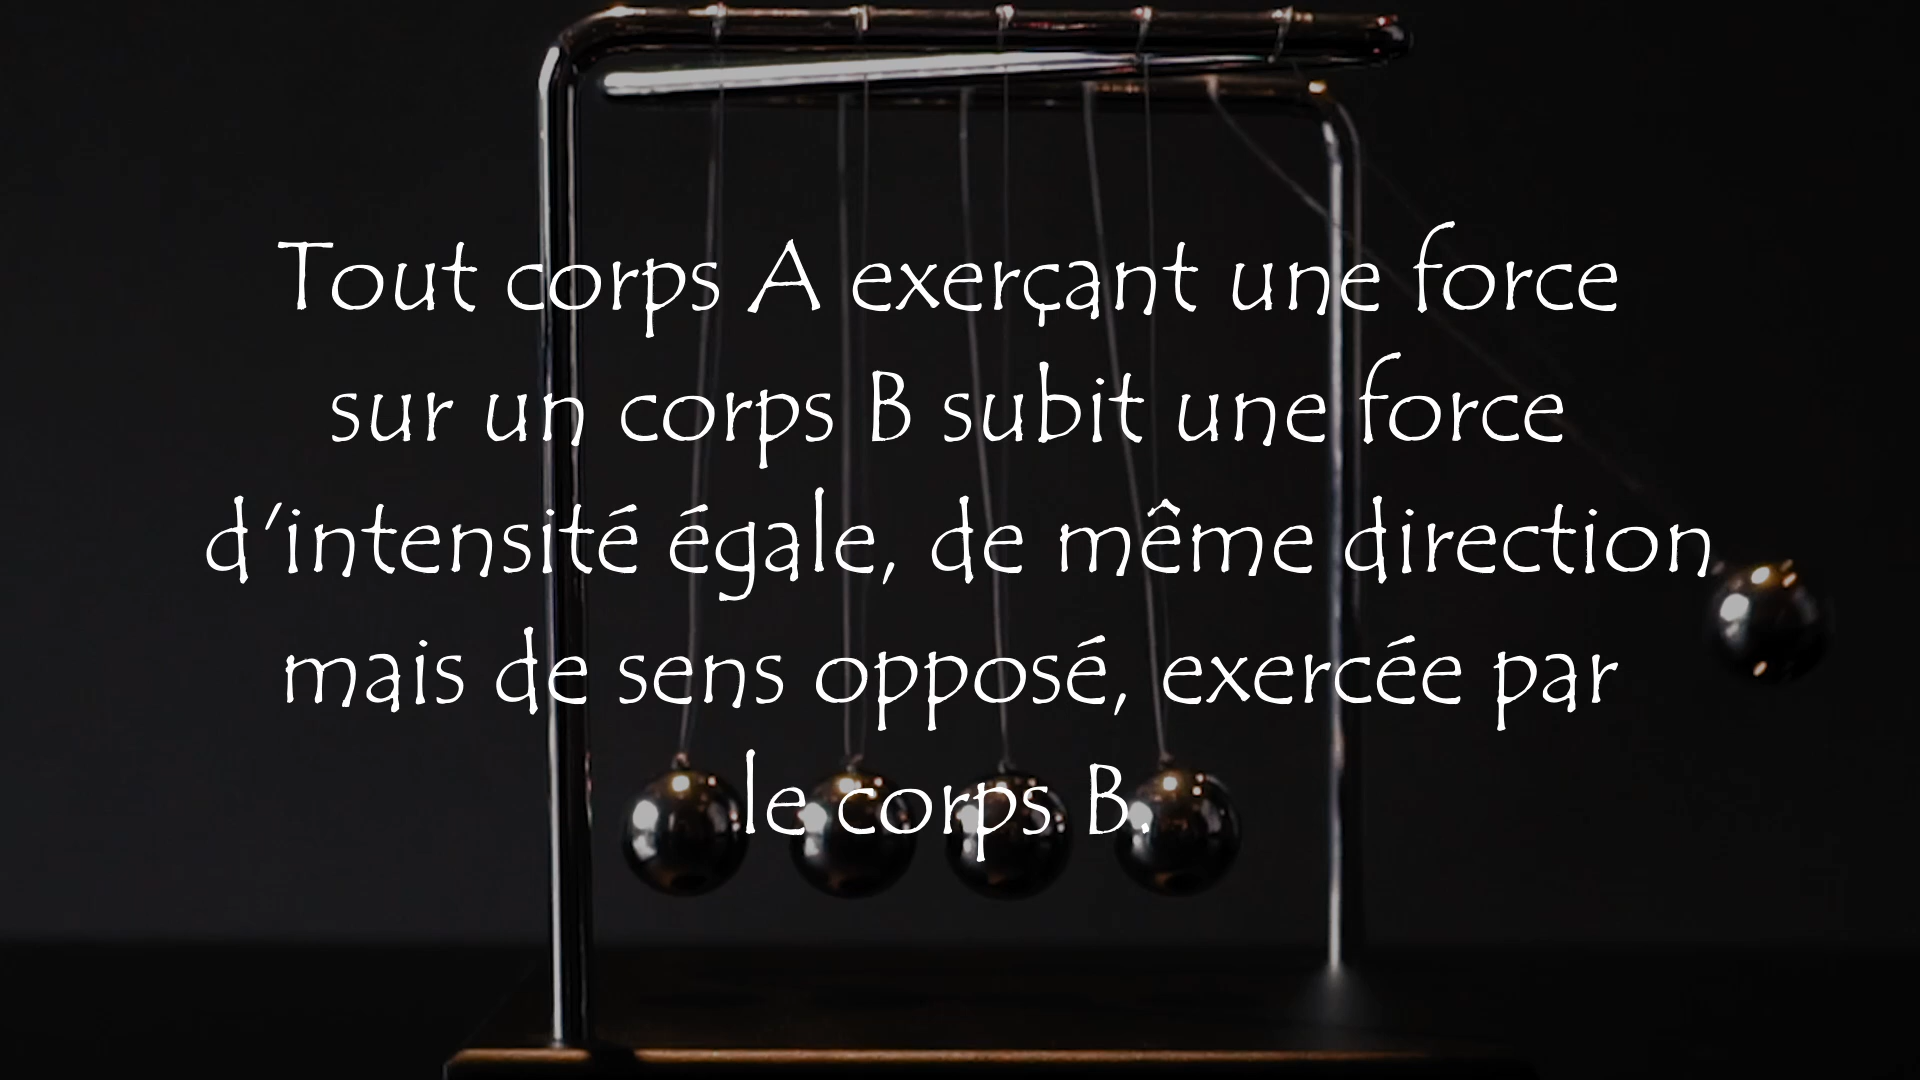 Tout corps A exerçant une force
sur un corps B subit une force
d'intensité égale, de même direction
mais de sens opposé, exercée par
le corps B.